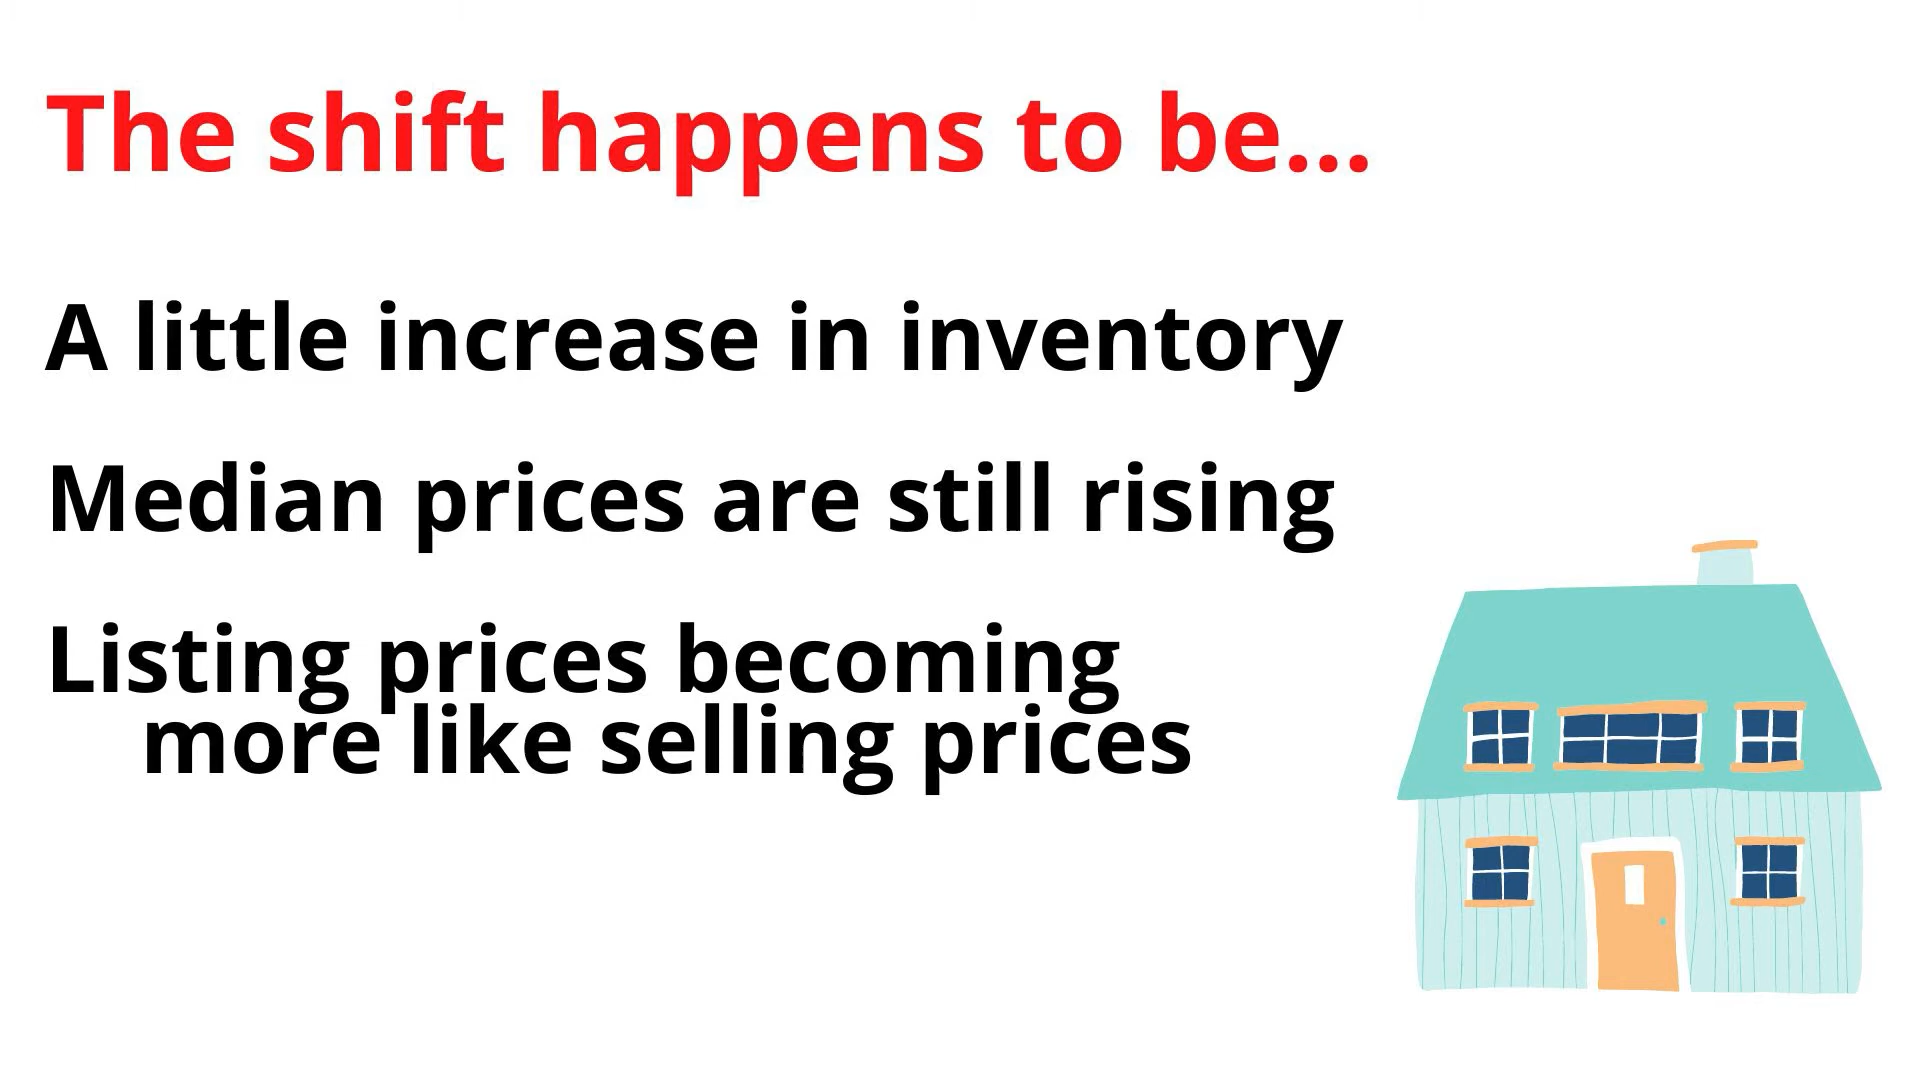 The shift happens to be...
A little increase in inventory
Median prices are still rising
Listing prices becoming
more like selling prices